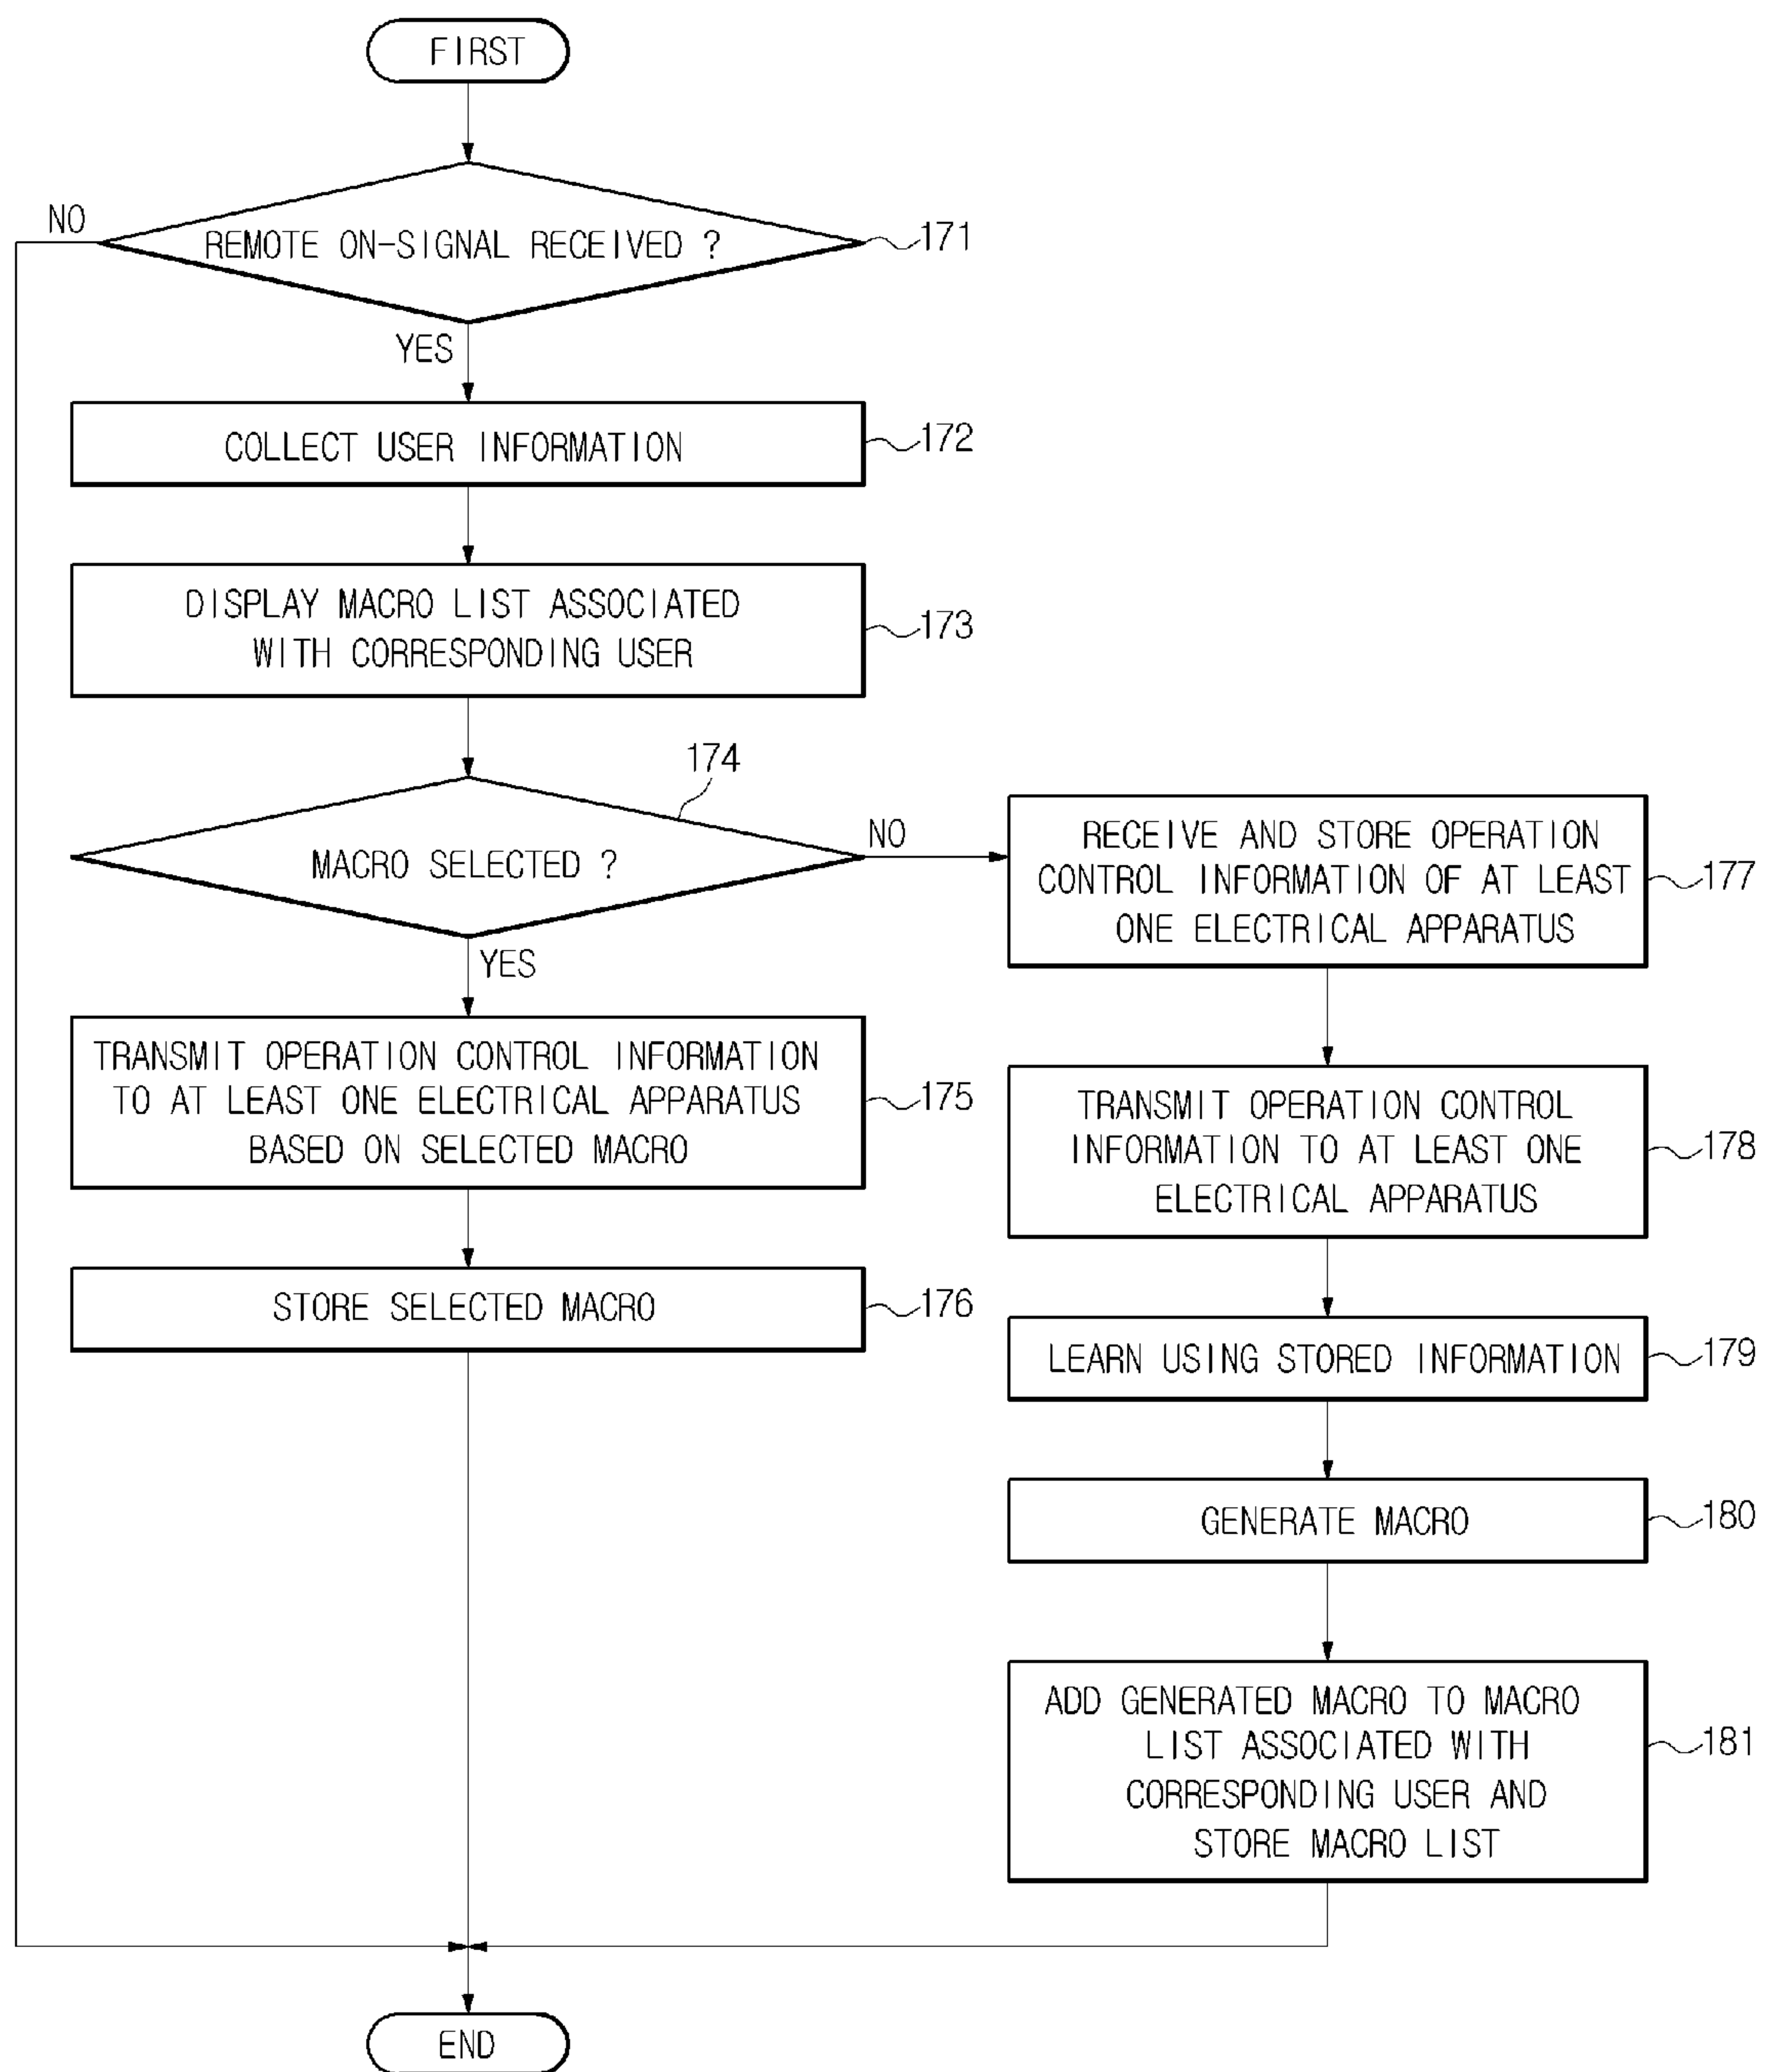 FIRST
NO
REMOTE ON-SIGNAL RECEIVED ?
171
YES
COLLECT USER INFORMATION
172
DISPLAY MACRO LIST ASSOCIATED
WITH CORRESPONDING USER
173
174
MACRO SELECTED ?
NO
YES
TRANSMIT OPERATION CONTROL INFORMATION
TO AT LEAST ONE ELECTRICAL APPARATUS
BASED ON SELECTED MACRO
175
STORE SELECTED MACRO
176
RECEIVE AND STORE OPERATION
CONTROL INFORMATION OF AT LEAST
ONE ELECTRICAL APPARATUS
177
TRANSMIT OPERATION CONTROL
INFORMATION TO AT LEAST ONE
ELECTRICAL APPARATUS
178
LEARN USING STORED INFORMATION
179
GENERATE MACRO
180
ADD GENERATED MACRO TO MACRO
LIST ASSOCIATED WITH
CORRESPONDING USER AND
STORE MACRO LIST
181
END